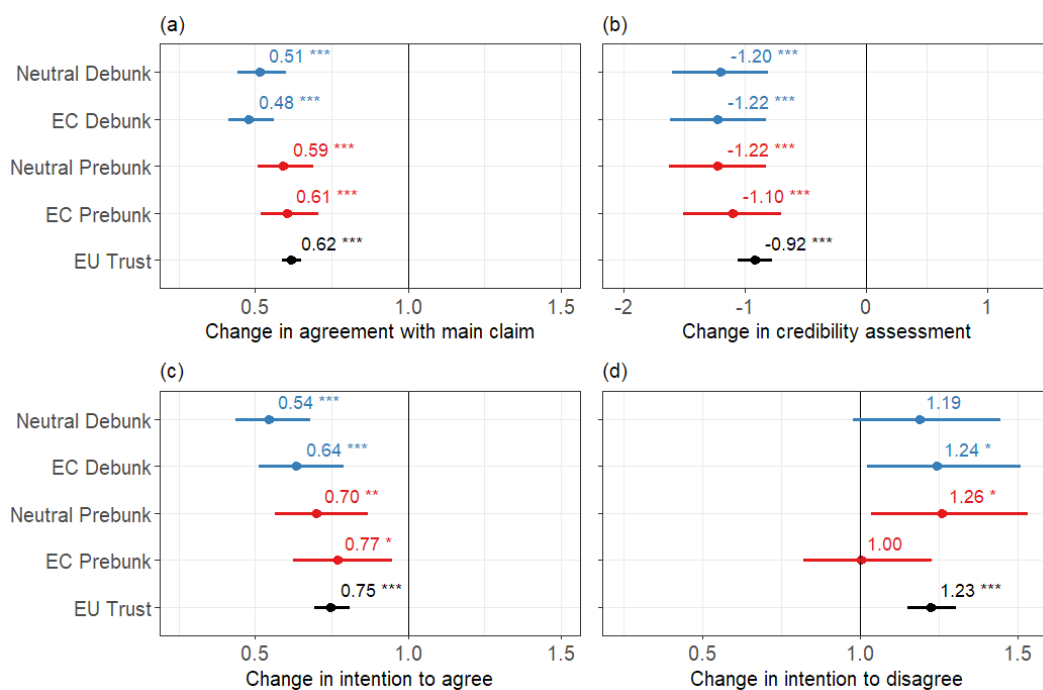 (a)
Neutral Debunk
EC Debunk
Neutral Prebunk
EC Prebunk
EU Trust
0.51 ***
0.48 ***
0.59 ***
0.61 ***
0.62 ***
0.5 1.0 1.5
Change in agreement with main claim
(b)
-1.20 ***
-1.22 ***
-1.22 ***
-1.10 ***
-0.92 ***
-2 -1 0 1
Change in credibility assessment
(c)
Neutral Debunk
EC Debunk
Neutral Prebunk
EC Prebunk
EU Trust
0.54 ***
0.64 ***
0.70 **
0.77 *
0.75 ***
0.5 1.0 1.5
Change in intention to agree
(d)
1.19
1.24 *
1.26 *
1.00
1.23 ***
0.5 1.0 1.5
Change in intention to disagree